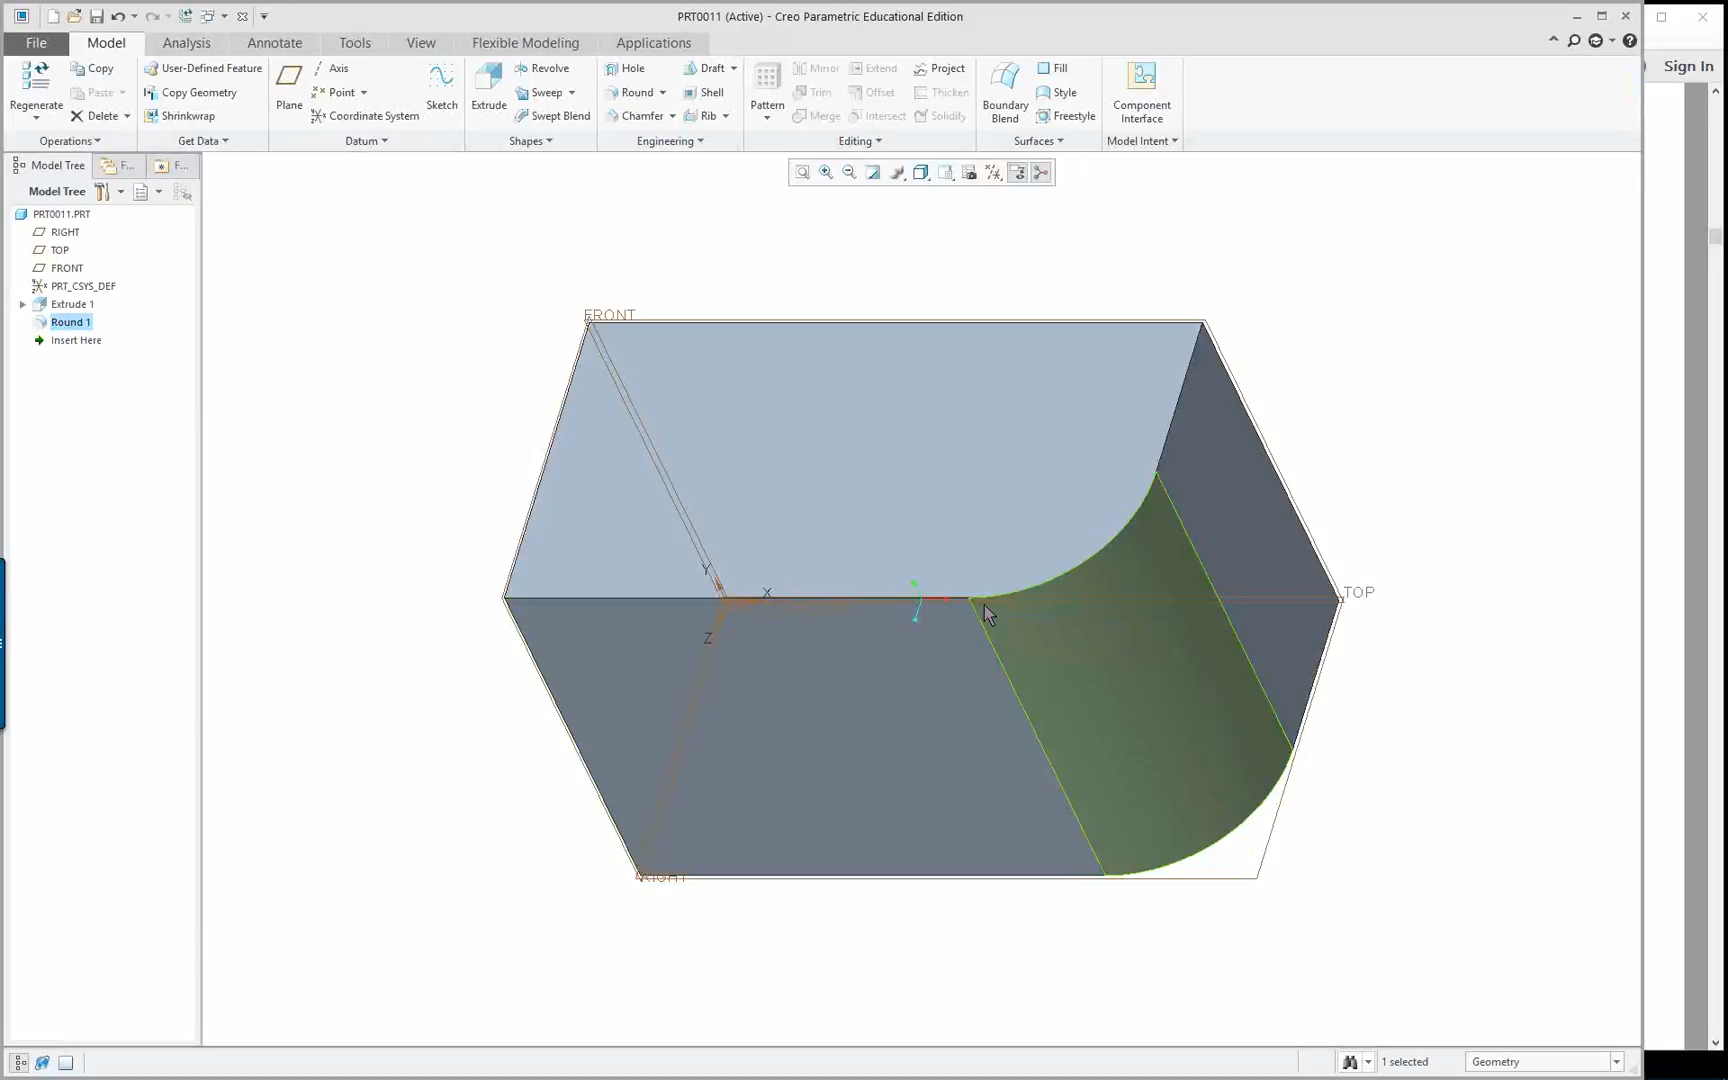 PRT0011 (Active) - Creo Parametric Educational Edition
File Model Analysis Annotate Tools View Flexible Modeling Applications
Sign In
Regenerate
Copy
Paste
Delete
Operations
User-Defined Feature
Copy Geometry
Shrinkwrap
Get Data
Plane
Axis
Point
Coordinate System
Sketch
Datum
Extrude
Revolve
Sweep
Swept Blend
Shapes
Hole
Round
Chamfer
Draft
Shell
Rib
Engineering
Pattern
Mirror
Trim
Merge
Extend
Offset
Intersect
Project
Thicken
Solidify
Editing
Boundary
Blend
Fill
Style
Freestyle
Surfaces
Component
Interface
Model Intent
Model Tree F... F...
Model Tree
PRT0011.PRT
RIGHT
TOP
FRONT
PRT_CSYS_DEF
Extrude 1
Round 1
Insert Here
FRONT
Y
X
TOP
Z
RIGHT
1 selected
Geometry